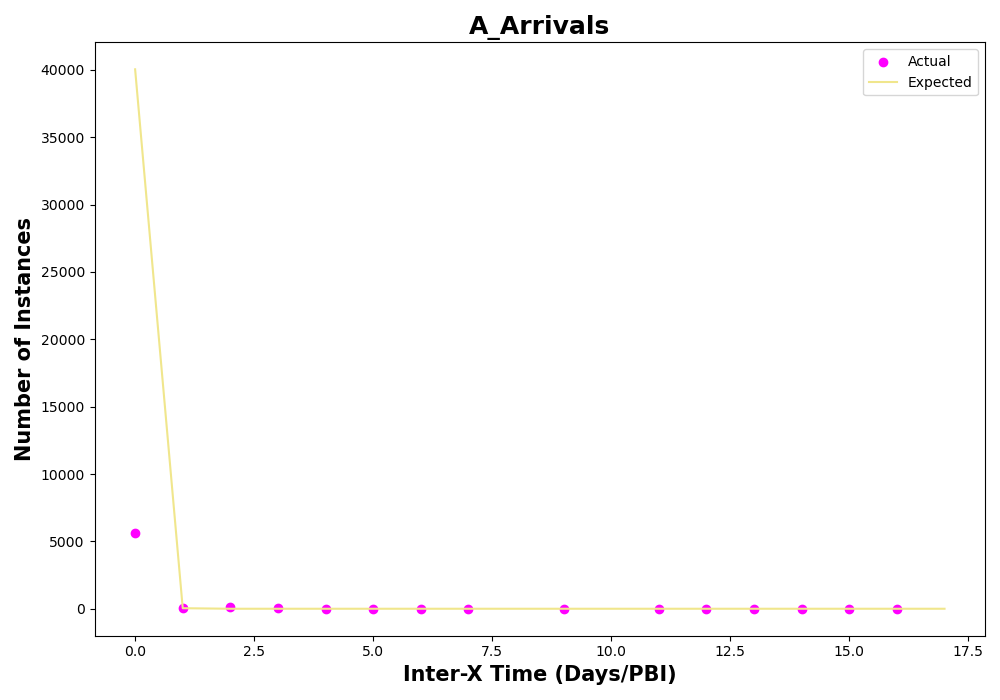 A_Arrivals
Actual
Expected
Number of Instances
40000
35000
30000
25000
20000
15000
10000
5000
0
0.0 2.5 5.0 7.5 10.0 12.5 15.0 17.5
Inter-X Time (Days/PBI)